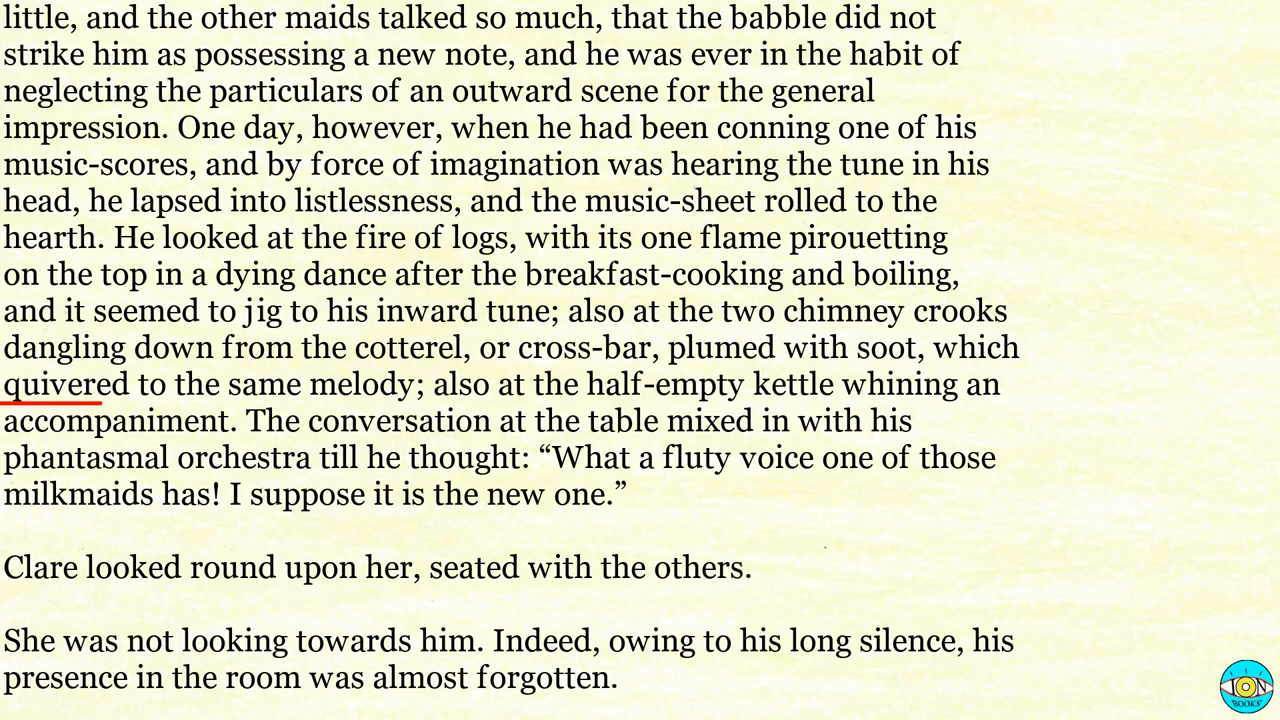 little, and the other maids talked so much, that the babble did not
strike him as possessing a new note, and he was ever in the habit of
neglecting the particulars of an outward scene for the general
impression. One day, however, when he had been conning one of his
music-scores, and by force of imagination was hearing the tune in his
head, he lapsed into listlessness, and the music-sheet rolled to the
hearth. He looked at the fire of logs, with its one flame pirouetting
on the top in a dying dance after the breakfast-cooking and boiling,
and it seemed to jig to his inward tune; also at the two chimney crooks
dangling down from the cotterel, or cross-bar, plumed with soot, which
quivered to the same melody; also at the half-empty kettle whining an
accompaniment. The conversation at the table mixed in with his
phantasmal orchestra till he thought: “What a fluty voice one of those
milkmaids has! I suppose it is the new one.”
Clare looked round upon her, seated with the others.
She was not looking towards him. Indeed, owing to his long silence, his
presence in the room was almost forgotten.
ION
BOOKS